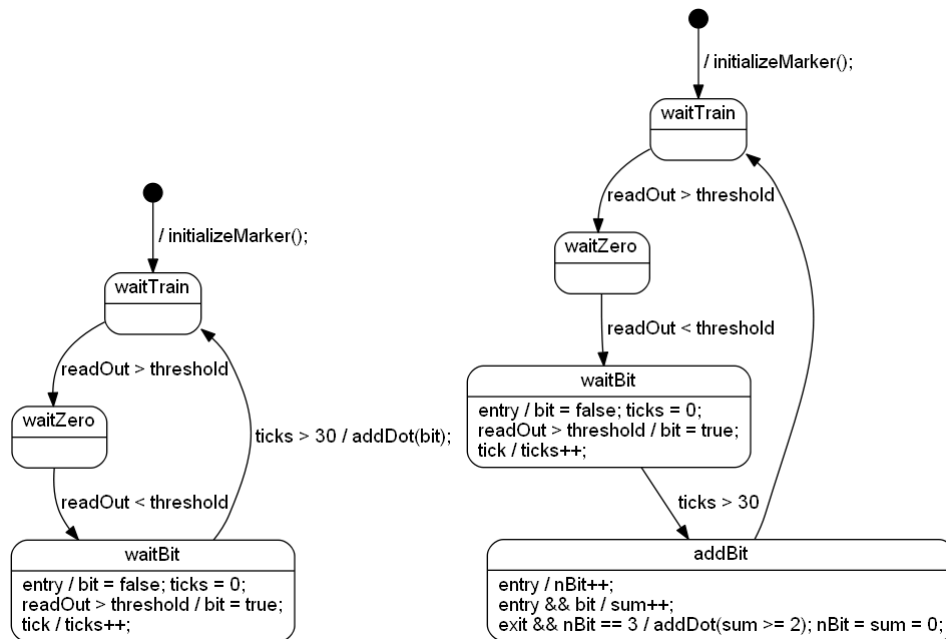 / initializeMarker();
waitTrain
readOut > threshold
waitZero
ticks > 30 / addDot(bit);
readOut < threshold
waitBit
entry / bit = false; ticks = 0;
readOut > threshold / bit = true;
tick / ticks++;
/ initializeMarker();
waitTrain
readOut > threshold
waitZero
readOut < threshold
waitBit
entry / bit = false; ticks = 0;
readOut > threshold / bit = true;
tick / ticks++;
ticks > 30
addBit
entry / nBit++;
entry && bit / sum++;
exit && nBit == 3 / addDot(sum >= 2); nBit = sum = 0;